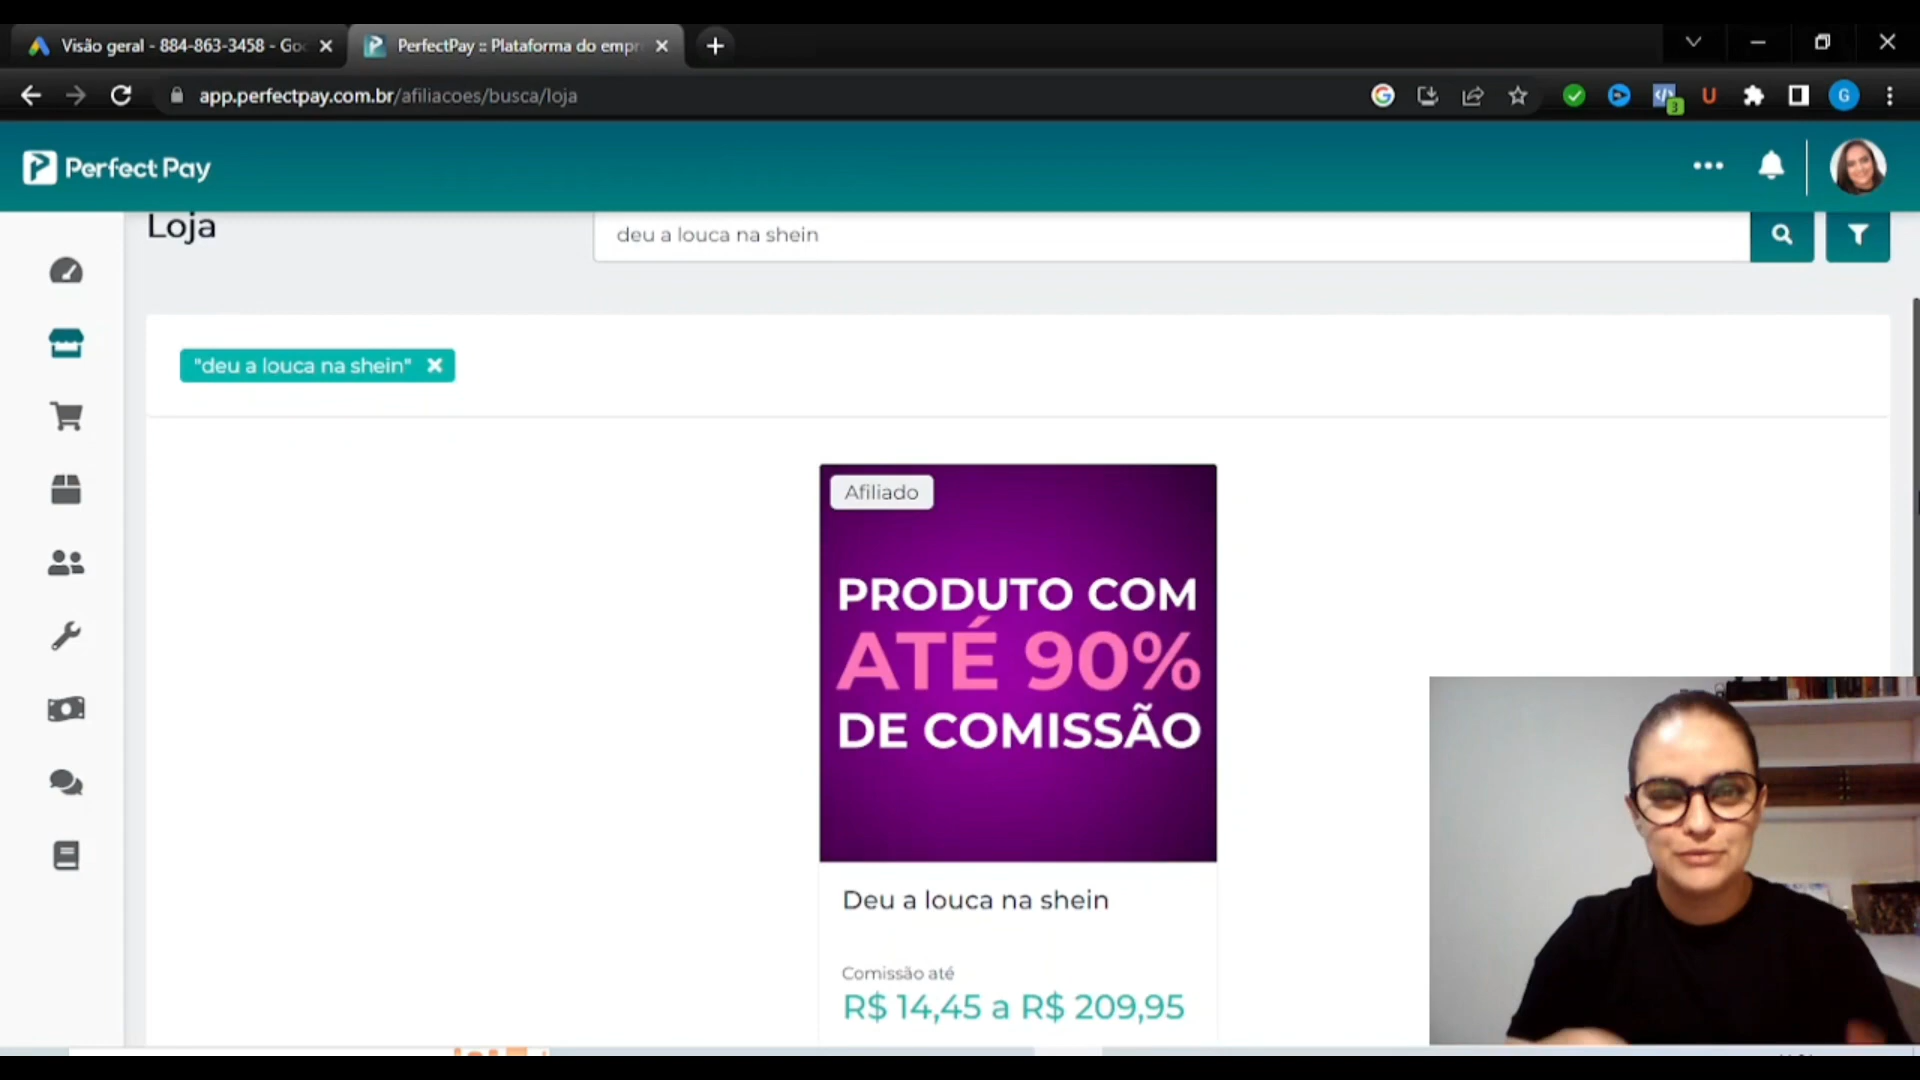 Visão geral - 884-863-3458 - Goo
PerfectPay :: Plataforma do empr
app.perfectpay.com.br/afiliacoes/busca/loja
3
U
G
Perfect Pay
Loja
deu a louca na shein
"deu a louca na shein"
Afiliado
PRODUTO COM
ATÉ 90%
DE COMISSÃO
Deu a louca na shein
Comissão até
R$ 14,45 a R$ 209,95